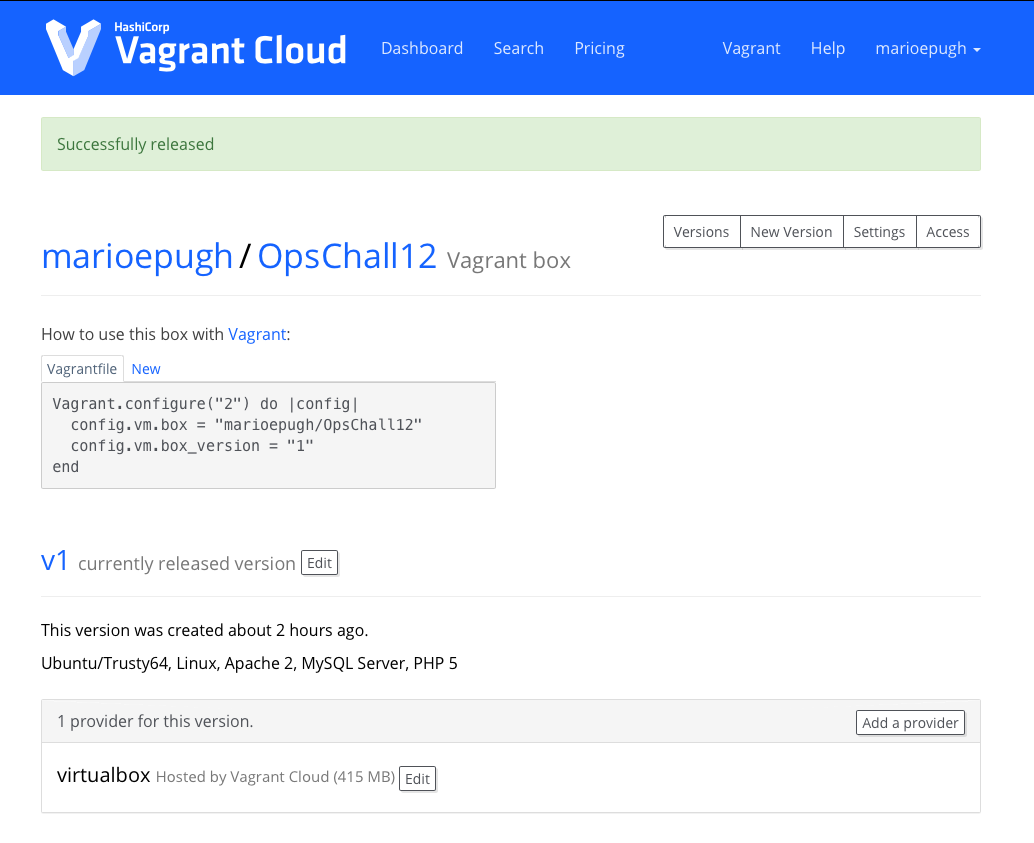 HashiCorp
Vagrant Cloud
Dashboard Search Pricing Vagrant Help marioepugh
Successfully released
Versions New Version Settings Access
marioepugh / OpsChall12 Vagrant box
How to use this box with Vagrant:
Vagrantfile New
Vagrant.configure("2") do |config|
  config.vm.box = "marioepugh/OpsChall12"
  config.vm.box_version = "1"
end
v1 currently released version Edit
This version was created about 2 hours ago.
Ubuntu/Trusty64, Linux, Apache 2, MySQL Server, PHP 5
1 provider for this version. Add a provider
virtualbox Hosted by Vagrant Cloud (415 MB) Edit